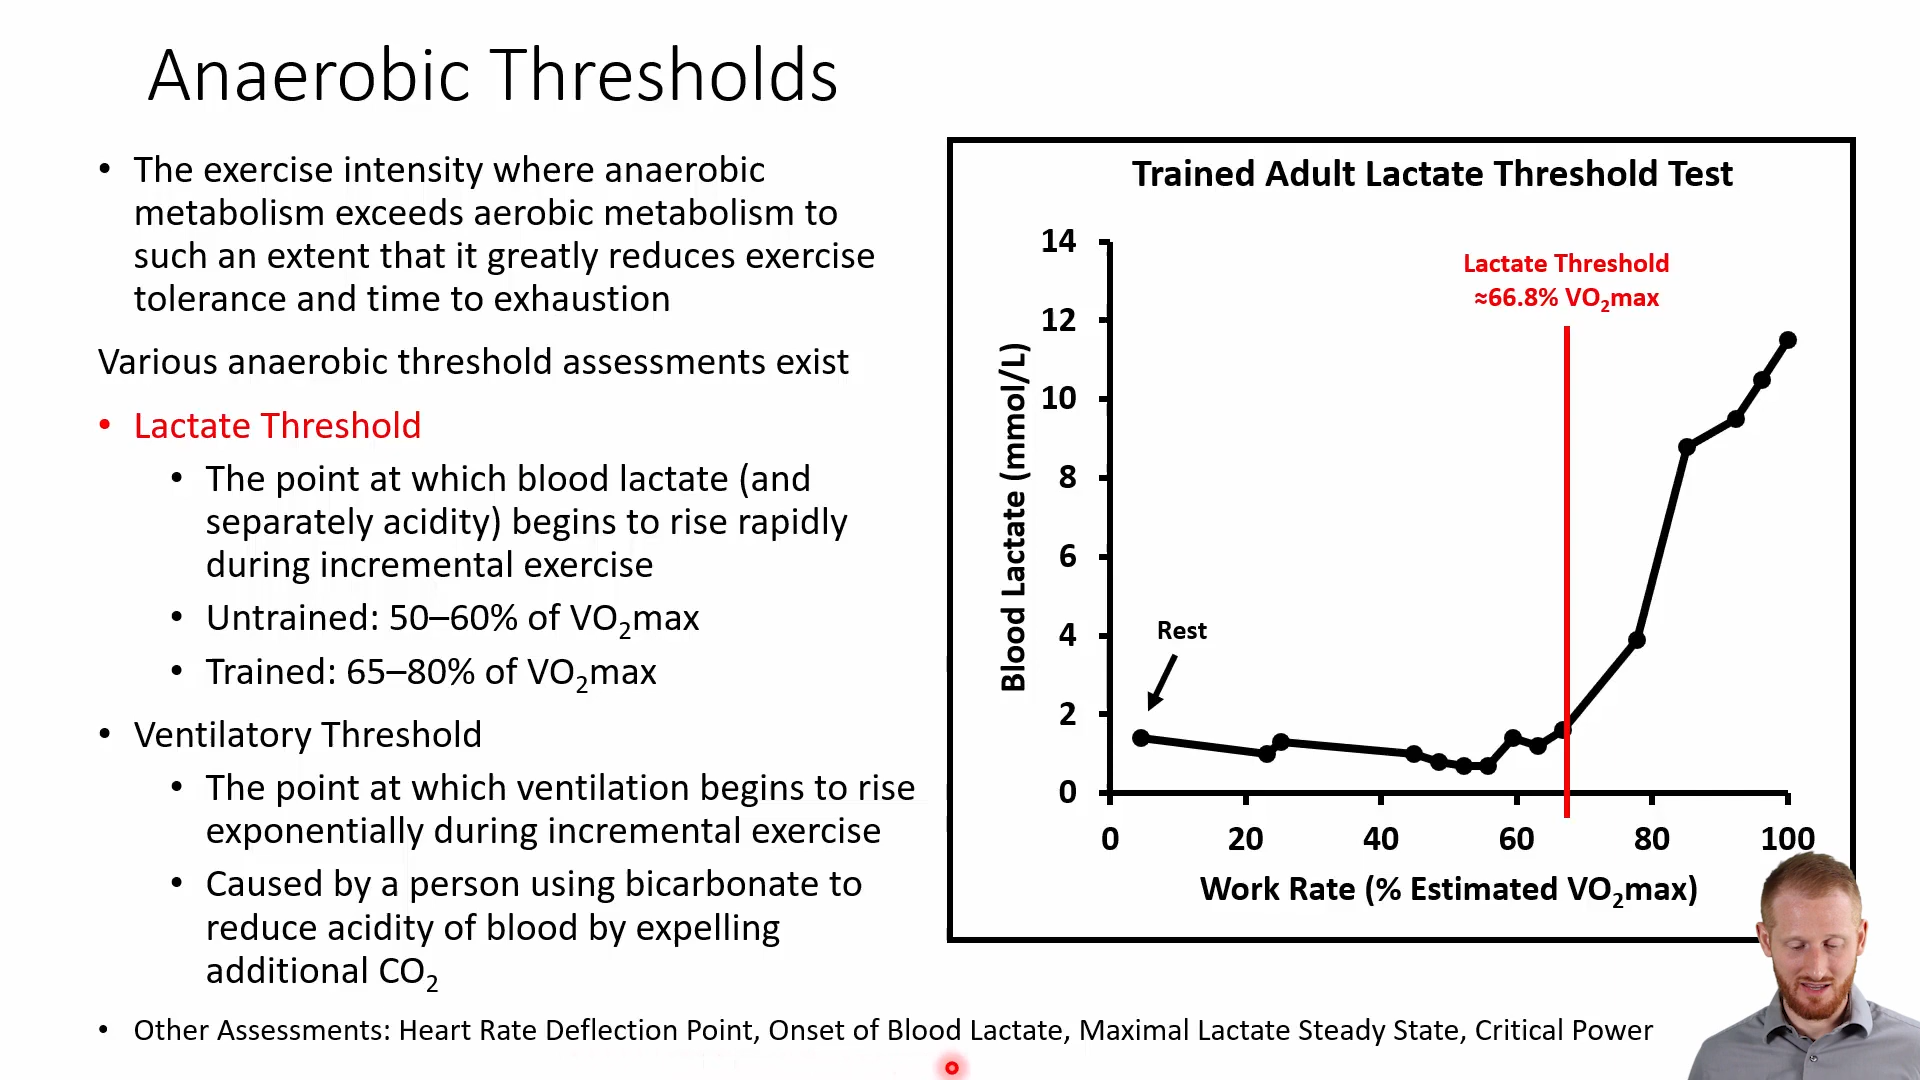 Anaerobic Thresholds
• The exercise intensity where anaerobic
metabolism exceeds aerobic metabolism to
such an extent that it greatly reduces exercise
tolerance and time to exhaustion
Various anaerobic threshold assessments exist
• Lactate Threshold
• The point at which blood lactate (and
separately acidity) begins to rise rapidly
during incremental exercise
• Untrained: 50–60% of VO₂max
• Trained: 65–80% of VO₂max
• Ventilatory Threshold
• The point at which ventilation begins to rise
exponentially during incremental exercise
• Caused by a person using bicarbonate to
reduce acidity of blood by expelling
additional CO₂
• Other Assessments: Heart Rate Deflection Point, Onset of Blood Lactate, Maximal Lactate Steady State, Critical Power
Trained Adult Lactate Threshold Test
Lactate Threshold
≈66.8% VO₂max
Blood Lactate (mmol/L)
14
12
10
8
6
4
2
0
Rest
0 20 40 60 80 100
Work Rate (% Estimated VO₂max)